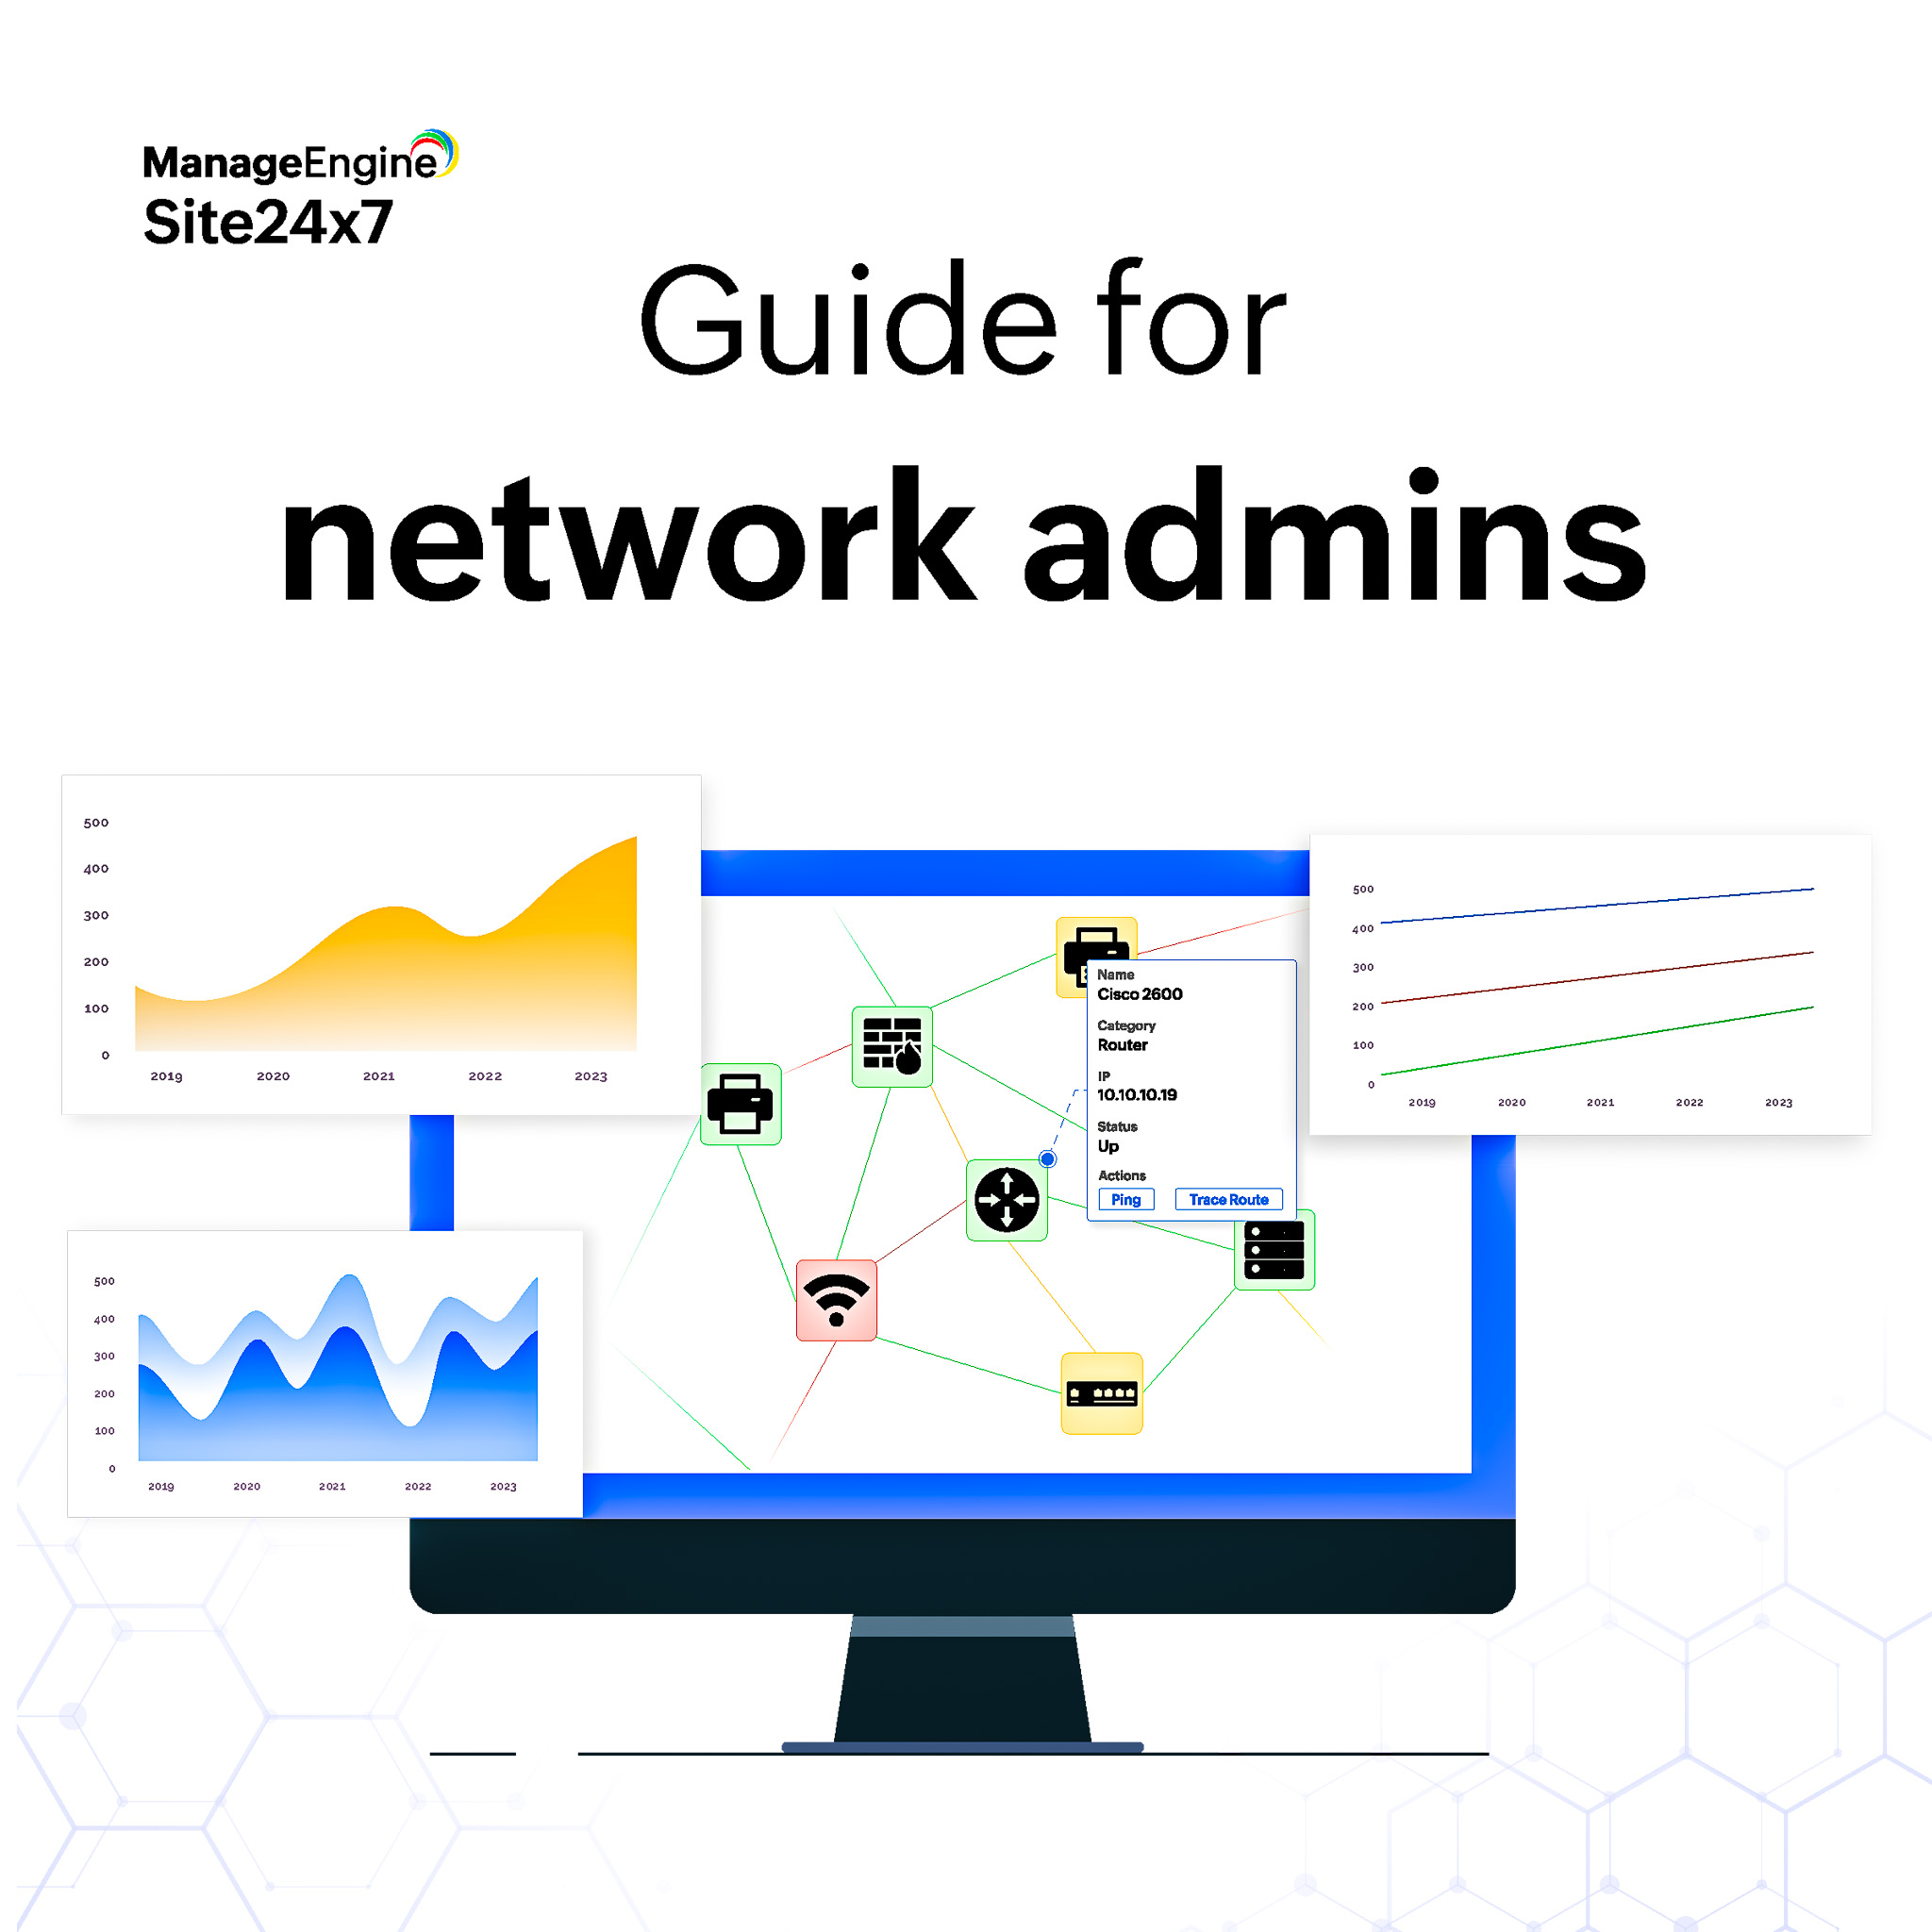 ManageEngine
Site24x7
Guide for
network admins
500
400
300
200
100
0
2019 2020 2021 2022 2023
Name
Cisco 2600
Category
Router
IP
10.10.10.19
Status
Up
Actions
Ping Trace Route
500
400
300
200
100
0
2019 2020 2021 2022 2023
500
400
300
200
100
0
2019 2020 2021 2022 2023